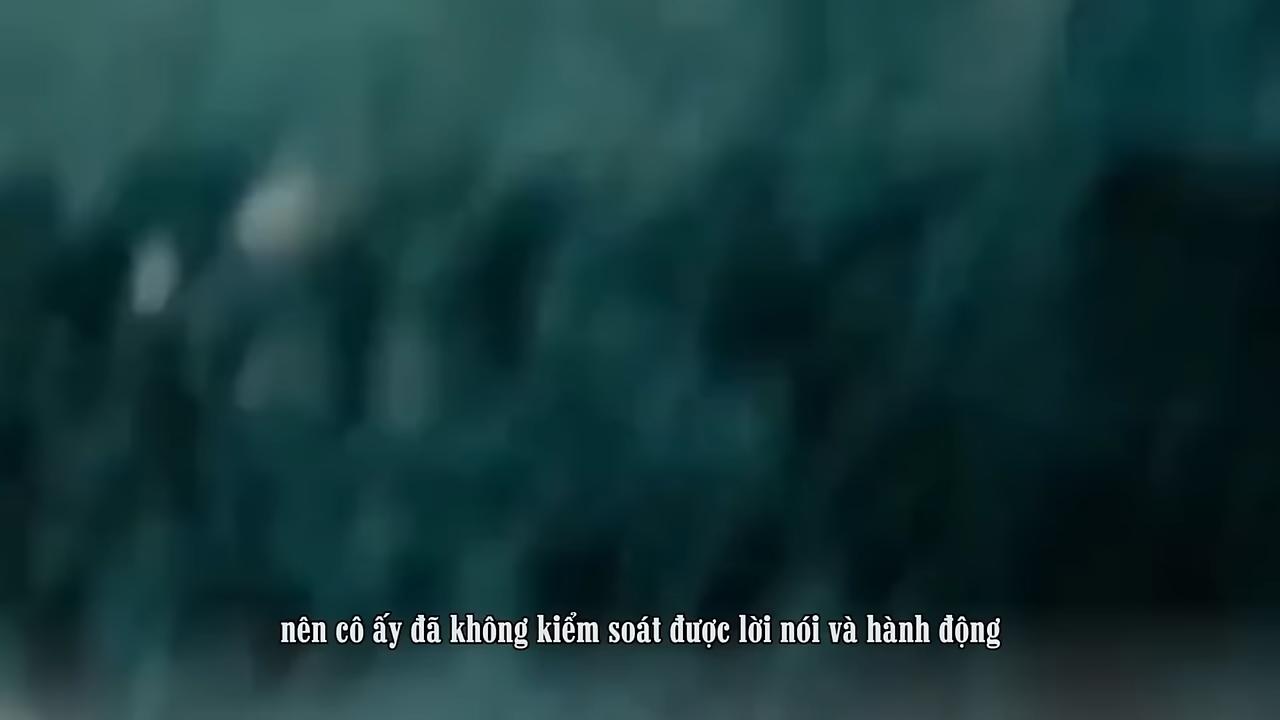 nên cô ấy đã không kiểm soát được lời nói và hành động